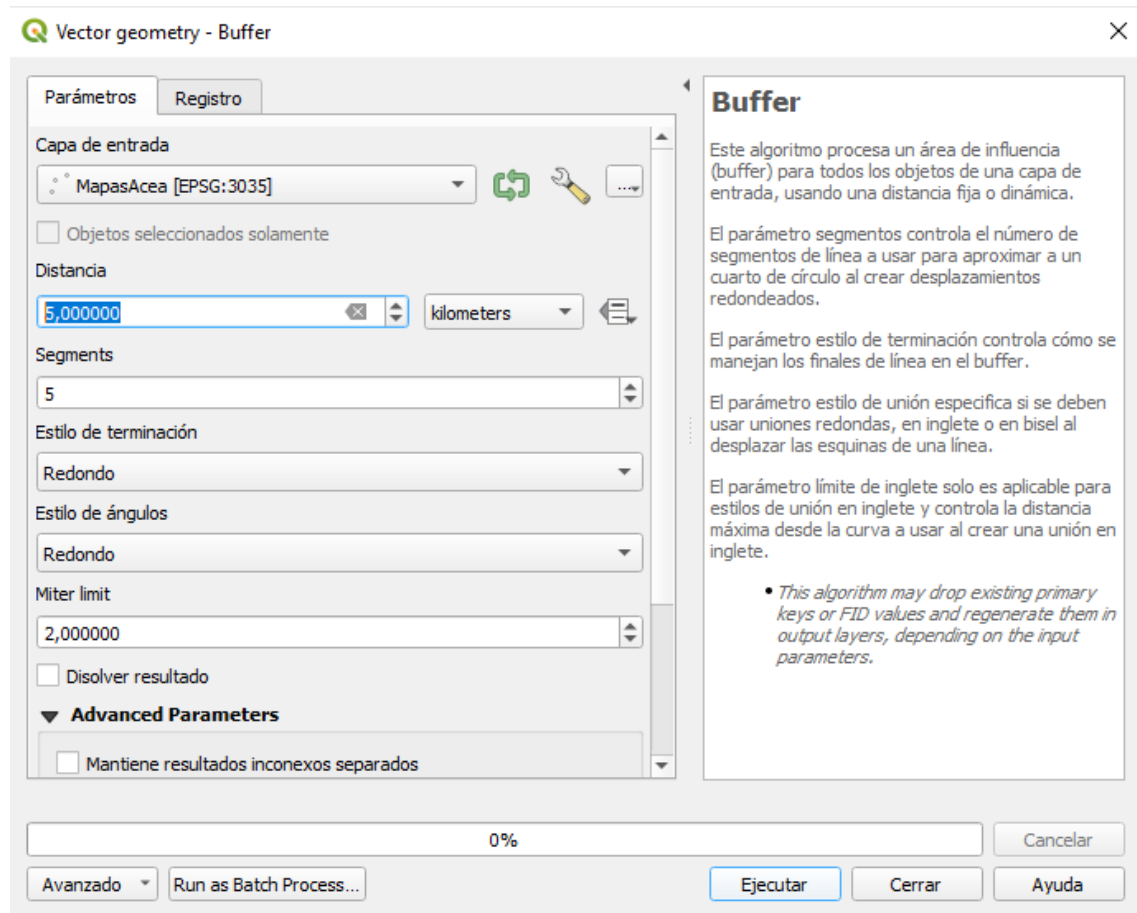 Vector geometry - Buffer
Parámetros
Registro
Capa de entrada
MapasAcea [EPSG:3035]
...
Objetos seleccionados solamente
Distancia
5,000000
kilometers
Segments
5
Estilo de terminación
Redondo
Estilo de ángulos
Redondo
Miter limit
2,000000
Disolver resultado
Advanced Parameters
Mantiene resultados inconexos separados
Buffer
Este algoritmo procesa un área de influencia
(buffer) para todos los objetos de una capa de
entrada, usando una distancia fija o dinámica.
El parámetro segmentos controla el número de
segmentos de línea a usar para aproximar a un
cuarto de círculo al crear desplazamientos
redondeados.
El parámetro estilo de terminación controla cómo se
manejan los finales de línea en el buffer.
El parámetro estilo de unión especifica si se deben
usar uniones redondas, en inglete o en bisel al
desplazar las esquinas de una línea.
El parámetro límite de inglete solo es aplicable para
estilos de unión en inglete y controla la distancia
máxima desde la curva a usar al crear una unión en
inglete.
• This algorithm may drop existing primary
keys or FID values and regenerate them in
output layers, depending on the input
parameters.
0%
Cancelar
Avanzado
Run as Batch Process...
Ejecutar
Cerrar
Ayuda